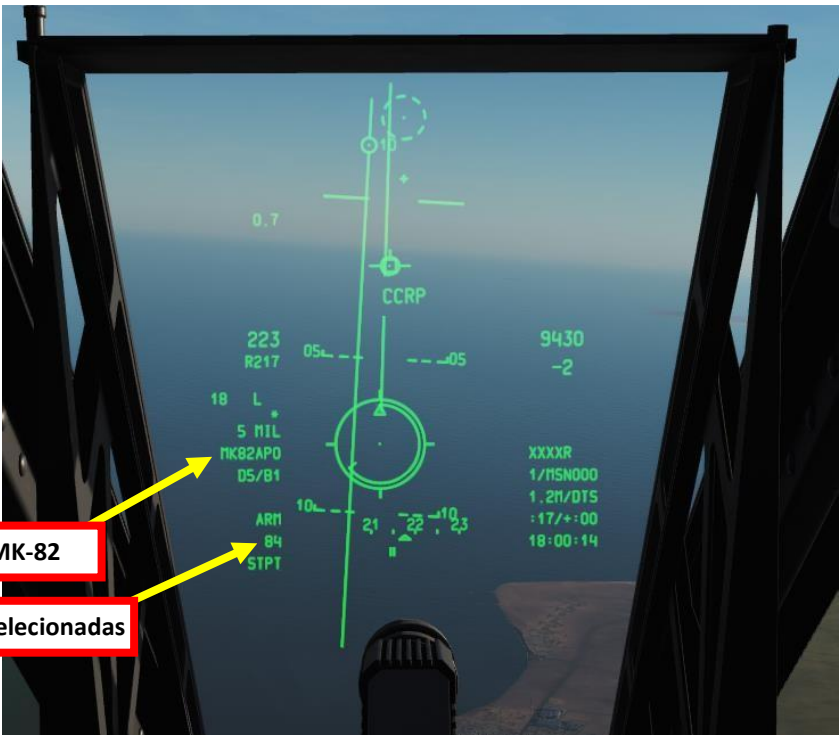 10
0.7
CCRP
223
9430
R217
05
05
-2
18 L
*
5 MIL
MK82AP0
XXXXR
D5/B1
1/MSN000
1.2M/DTS
10
10
ARM
21 22 23
:17/+:00
84
18:00:14
STPT
MK-82
elecionadas